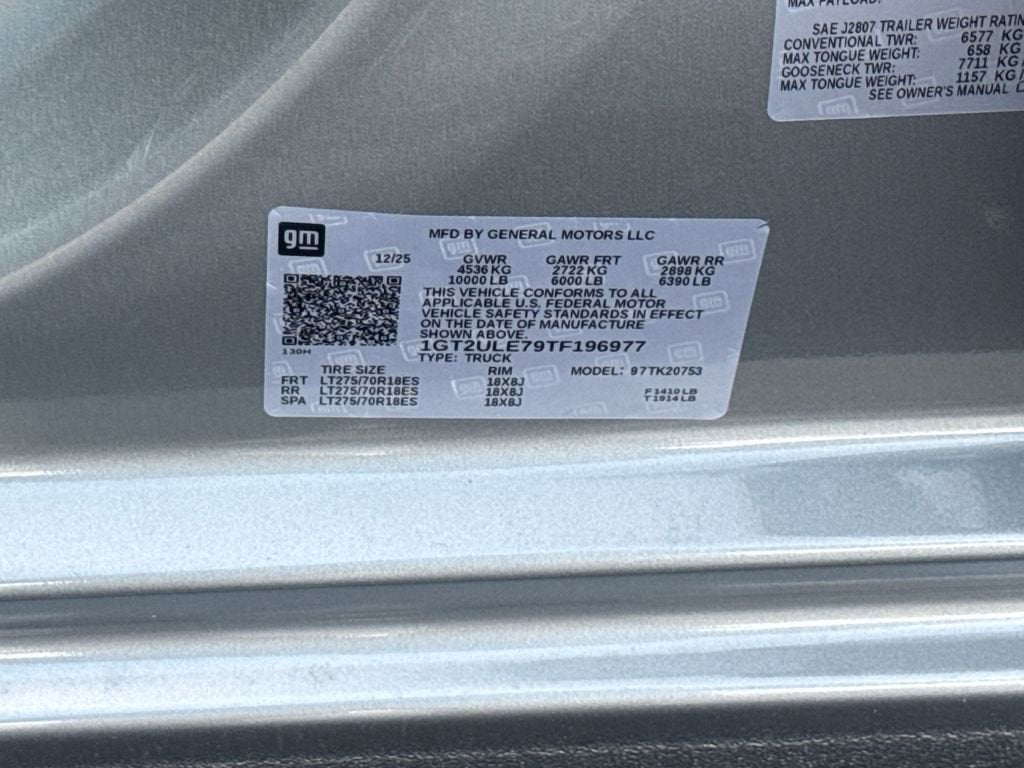 MAX PAYLOAD:
SAE J2807 TRAILER WEIGHT
CONVENTIONAL TWR: 6577 KG
MAX TONGUE WEIGHT: 658 KG
GOOSENECK TWR: 7711 KG
MAX TONGUE WEIGHT: 1157 KG
SEE OWNER'S MANUAL
gm
MFD BY GENERAL MOTORS LLC
12/25 GVWR GAWR FRT GAWR RR
4536 KG 2722 KG 2898 KG
10000 LB 6000 LB 6390 LB
THIS VEHICLE CONFORMS TO ALL
APPLICABLE U.S. FEDERAL MOTOR
VEHICLE SAFETY STANDARDS IN EFFECT
ON THE DATE OF MANUFACTURE
SHOWN ABOVE.
130H
1GT2ULE79TF196977
TYPE: TRUCK
TIRE SIZE RIM MODEL: 97TK20753
FRT LT275/70R18ES 18X8J
RR LT275/70R18ES 18X8J F1410 LB
SPA LT275/70R18ES 18X8J T1914 LB